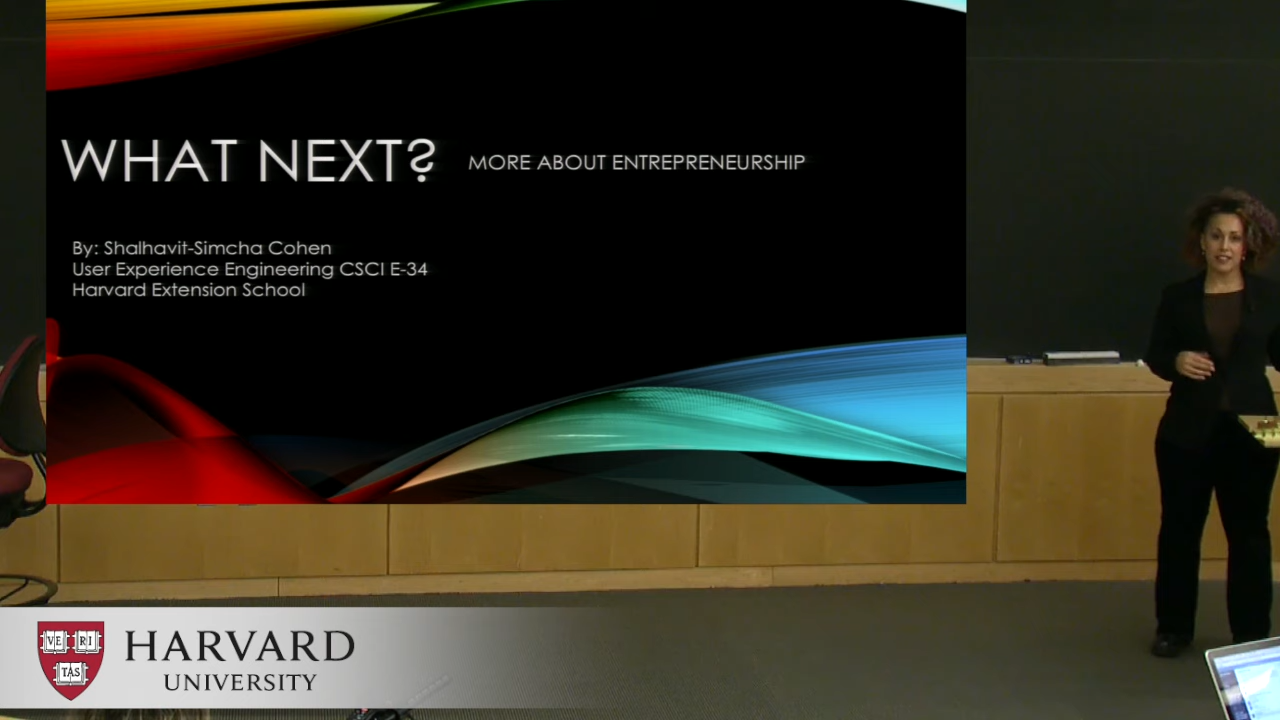 WHAT NEXT?
MORE ABOUT ENTREPRENEURSHIP
By: Shalhavit-Simcha Cohen
User Experience Engineering CSCI E-34
Harvard Extension School
VE RI
TAS
HARVARD
UNIVERSITY